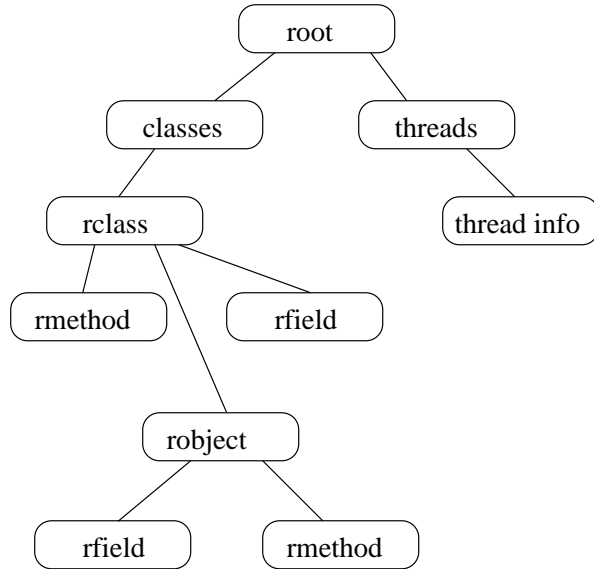 root
classes
threads
rclass
thread info
rmethod
rfield
robject
rfield
rmethod